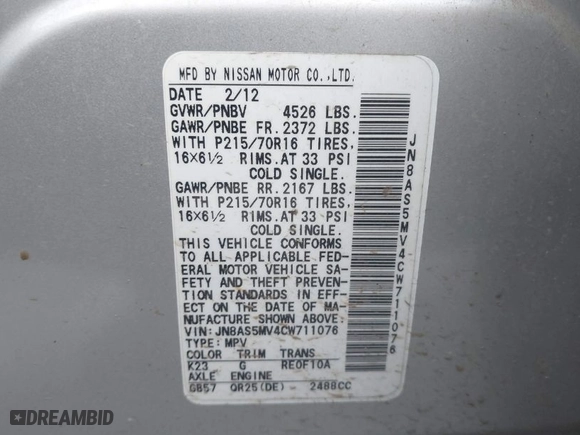 MFD BY NISSAN MOTOR CO.,LTD.
DATE 2/12
GVWR/PNBV 4526 LBS.
GAWR/PNBE FR. 2372 LBS.
WITH P215/70R16 TIRES,
16×6½ RIMS.AT 33 PSI
COLD SINGLE.
GAWR/PNBE RR. 2167 LBS.
WITH P215/70R16 TIRES,
16×6½ RIMS.AT 33 PSI
COLD SINGLE.
THIS VEHICLE CONFORMS
TO ALL APPLICABLE FED-
ERAL MOTOR VEHICLE SA-
FETY AND THEFT PREVEN-
TION STANDARDS IN EFF-
ECT ON THE DATE OF MA-
NUFACTURE SHOWN ABOVE.
VIN: JN8AS5MV4CW711076
TYPE: MPV
COLOR TRIM TRANS
K23 G RE0F10A
AXLE ENGINE
GB57 QR25(DE) 2488CC
JN8AS5MV4CW711076
DREAMBID